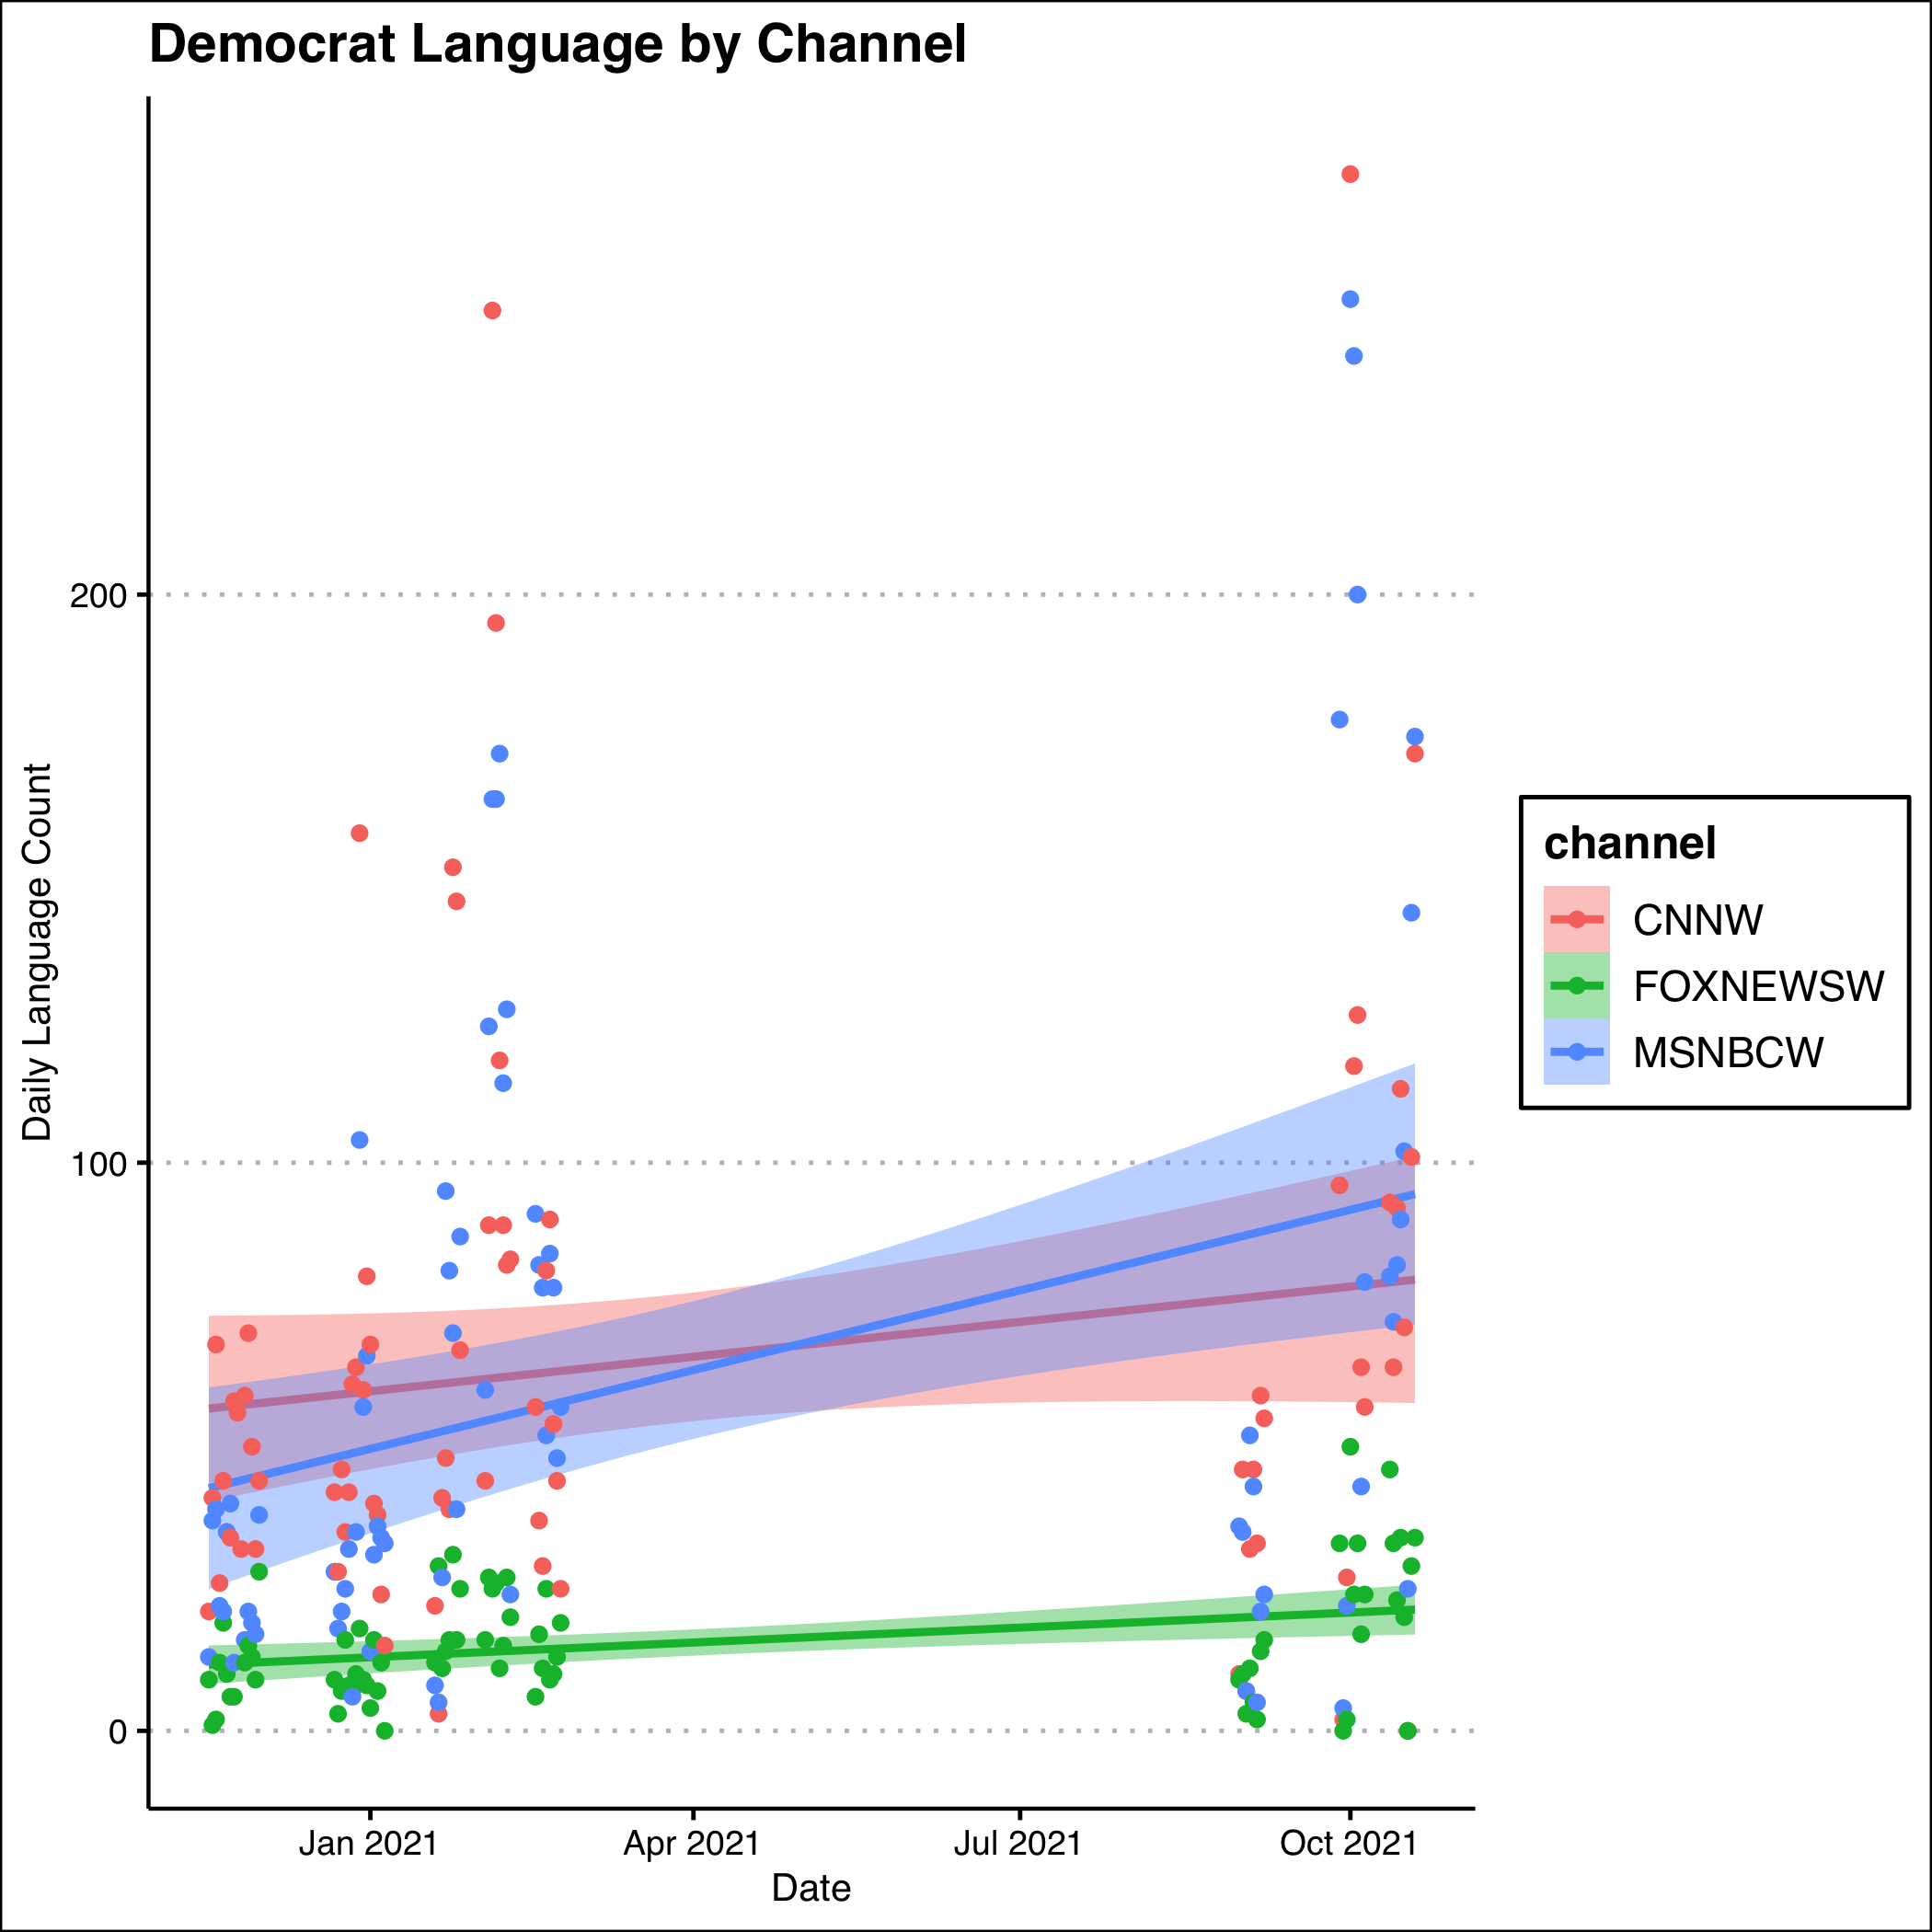 Democrat Language by Channel
Daily Language Count
200
100
0
Jan 2021
Apr 2021
Jul 2021
Oct 2021
Date
channel
CNNW
FOXNEWSW
MSNBCW